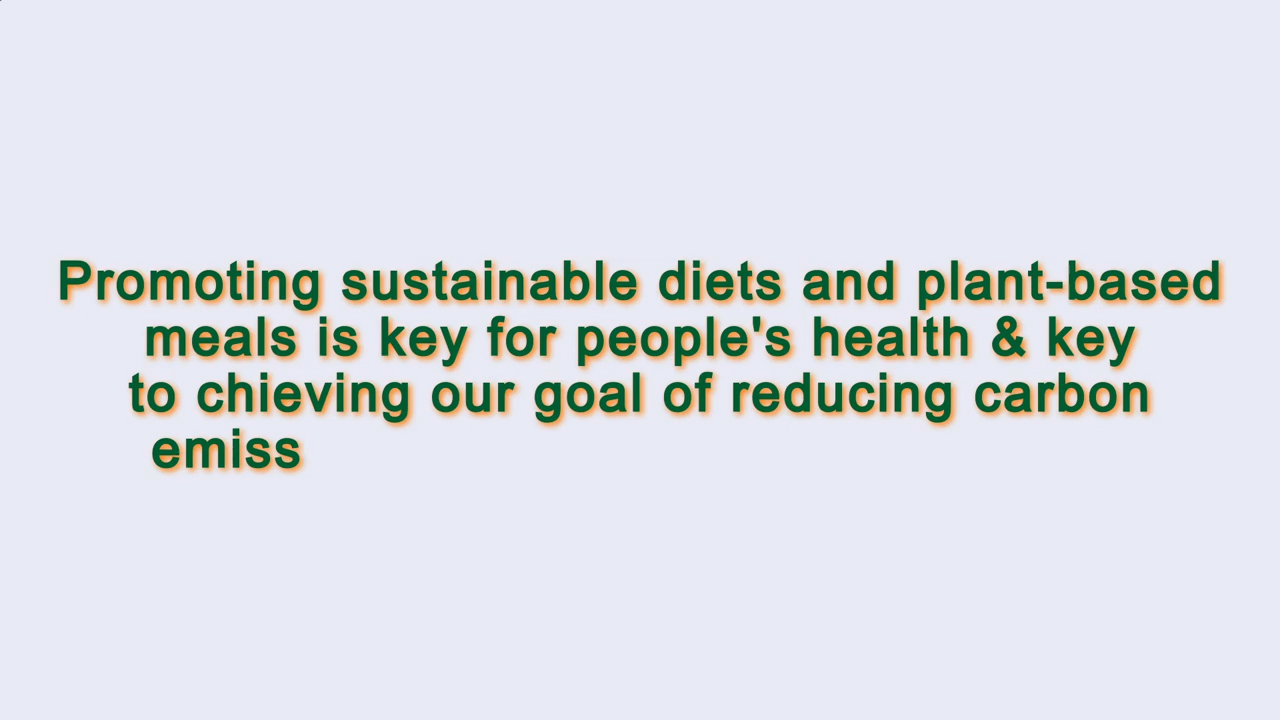 Promoting sustainable diets and plant-based
meals is key for people's health & key
to chieving our goal of reducing carbon
emiss